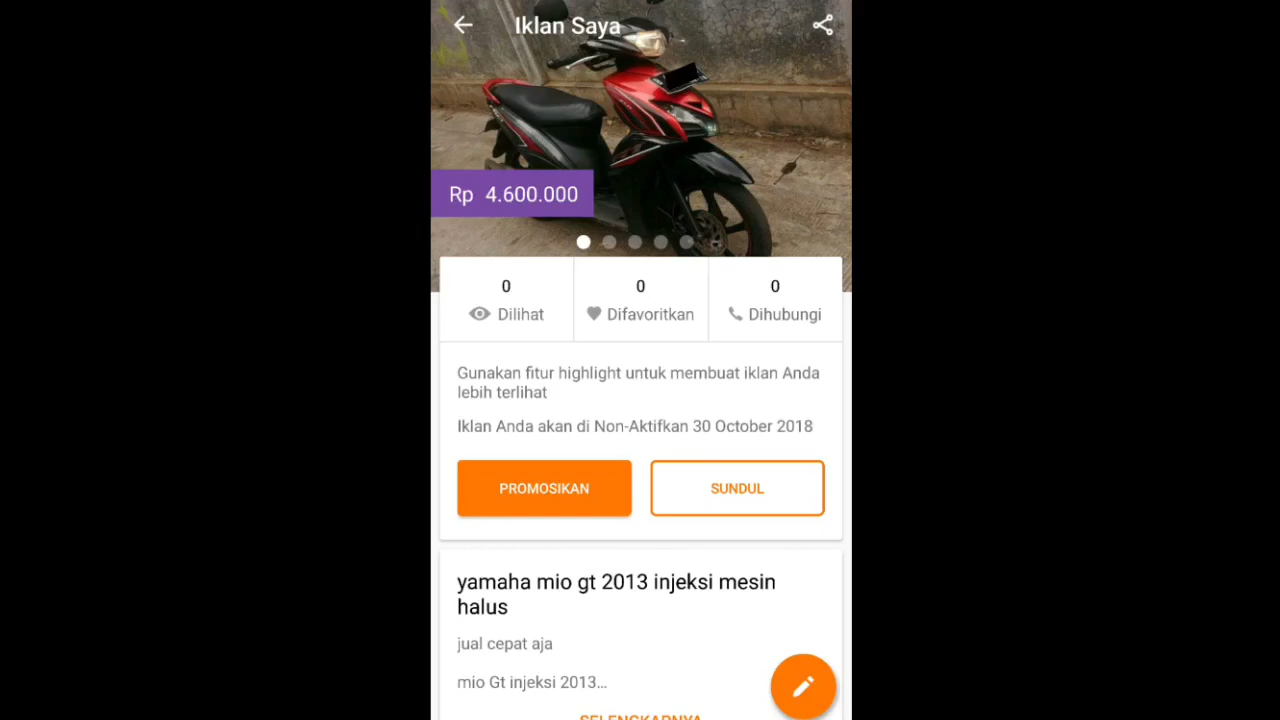 Iklan Saya
Rp 4.600.000
0
Dilihat
0
Difavoritkan
0
Dihubungi
Gunakan fitur highlight untuk membuat iklan Anda
lebih terlihat
Iklan Anda akan di Non-Aktifkan 30 October 2018
PROMOSIKAN
SUNDUL
yamaha mio gt 2013 injeksi mesin
halus
jual cepat aja
mio Gt injeksi 2013...
SELENGKAPNYA